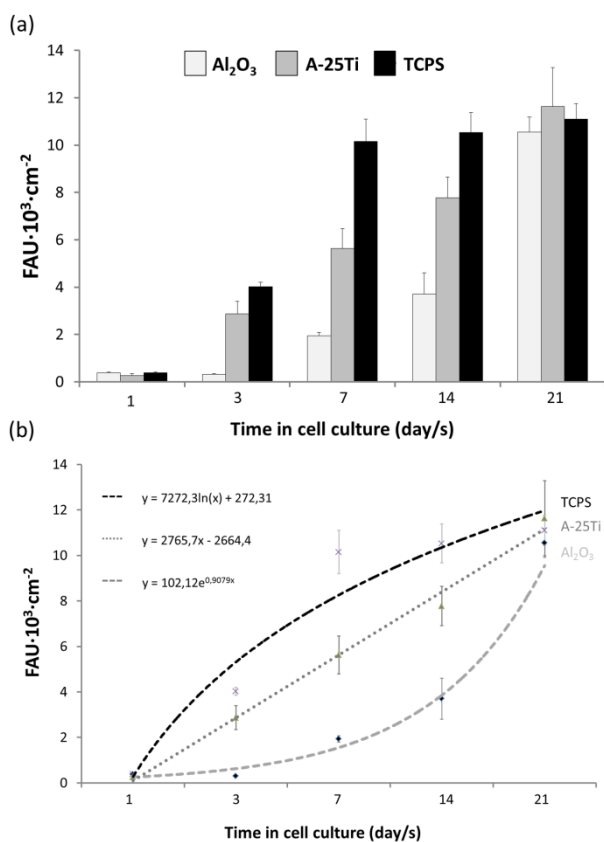 (a)
Al₂O₃ A-25Ti TCPS
14
12
10
8
6
4
2
0
FAU·10³·cm⁻²
1 3 7 14 21
Time in cell culture (day/s)
(b)
14
12
10
8
6
4
2
0
FAU·10³·cm⁻²
y = 7272,3ln(x) + 272,31
y = 2765,7x - 2664,4
y = 102,12e^0,9079x
TCPS
A-25Ti
Al₂O₃
1 3 7 14 21
Time in cell culture (day/s)